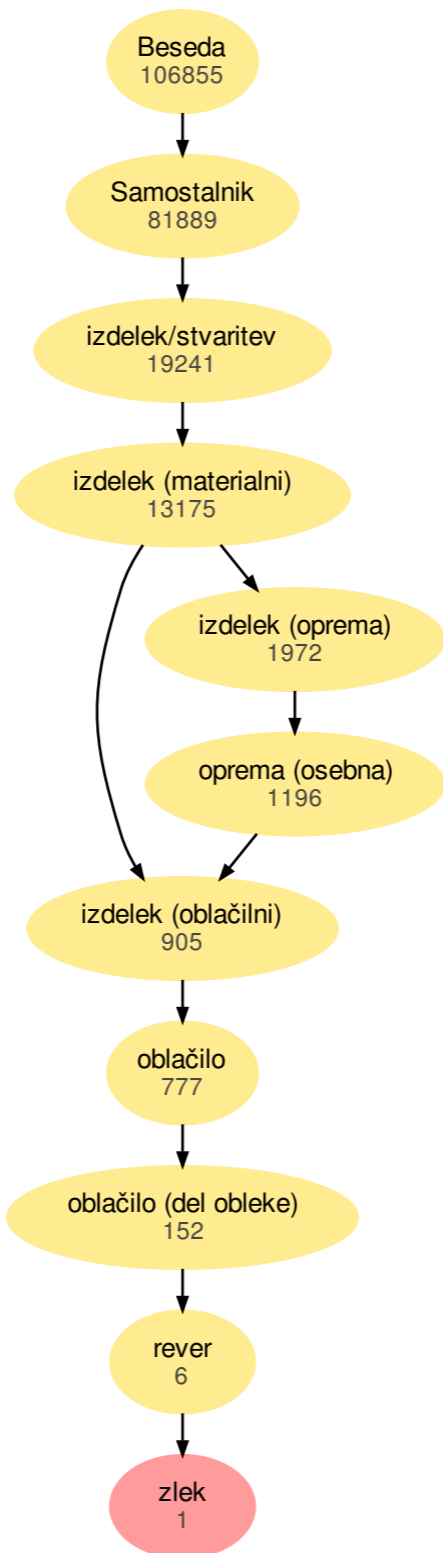 Beseda
106855
Samostalnik
81889
izdelek/stvaritev
19241
izdelek (materialni)
13175
izdelek (oprema)
1972
oprema (osebna)
1196
izdelek (oblačilni)
905
oblačilo
777
oblačilo (del obleke)
152
rever
6
zlek
1